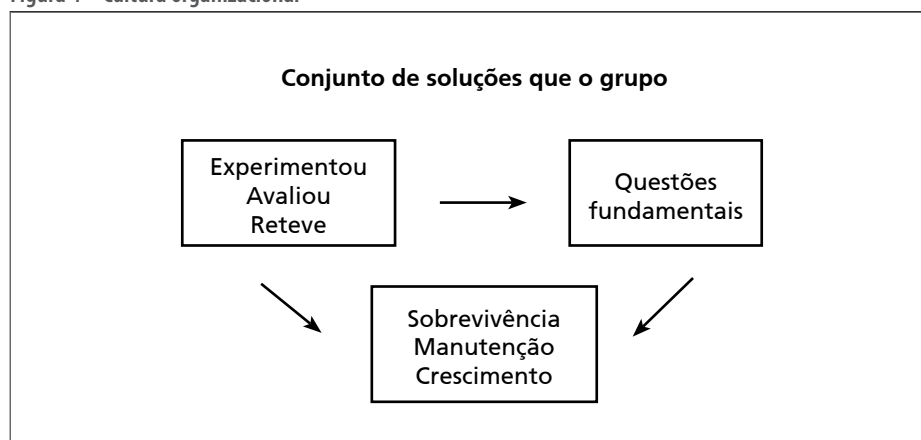 Conjunto de soluções que o grupo
Experimentou
Avaliou
Reteve
Questões
fundamentais
Sobrevivência
Manutenção
Crescimento